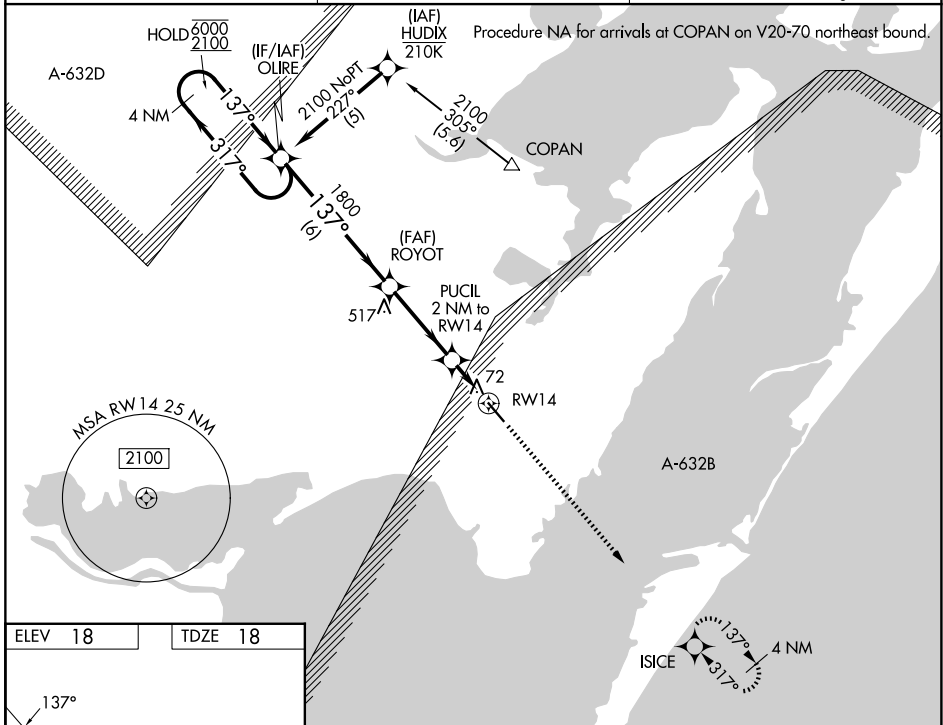 Procedure NA for arrivals at COPAN on V20-70 northeast bound.
HOLD 6000
2100
(IF/IAF)
OLIRE
(IAF)
HUDIX
210K
A-632D
4 NM
137°
317°
2100 NoPT
227°
(5)
2100
305°
(5.6)
COPAN
1800
137°
(6)
(FAF)
ROYOT
517
PUCIL
2 NM to
RW14
72
RW14
MSA RW14 25 NM
2100
A-632B
ISICE
137°
317°
4 NM
ELEV 18
TDZE 18
137°